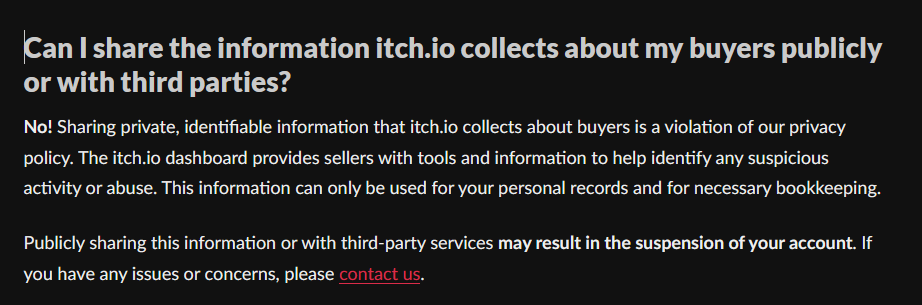 Can I share the information itch.io collects about my buyers publicly
or with third parties?
No! Sharing private, identifiable information that itch.io collects about buyers is a violation of our privacy
policy. The itch.io dashboard provides sellers with tools and information to help identify any suspicious
activity or abuse. This information can only be used for your personal records and for necessary bookkeeping.
Publicly sharing this information or with third-party services may result in the suspension of your account. If
you have any issues or concerns, please contact us.